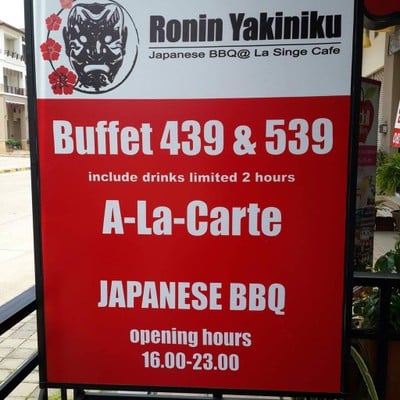 Ronin Yakiniku
Japanese BBQ@ La Singe Cafe
Buffet 439 & 539
include drinks limited 2 hours
A-La-Carte
JAPANESE BBQ
opening hours
16.00-23.00